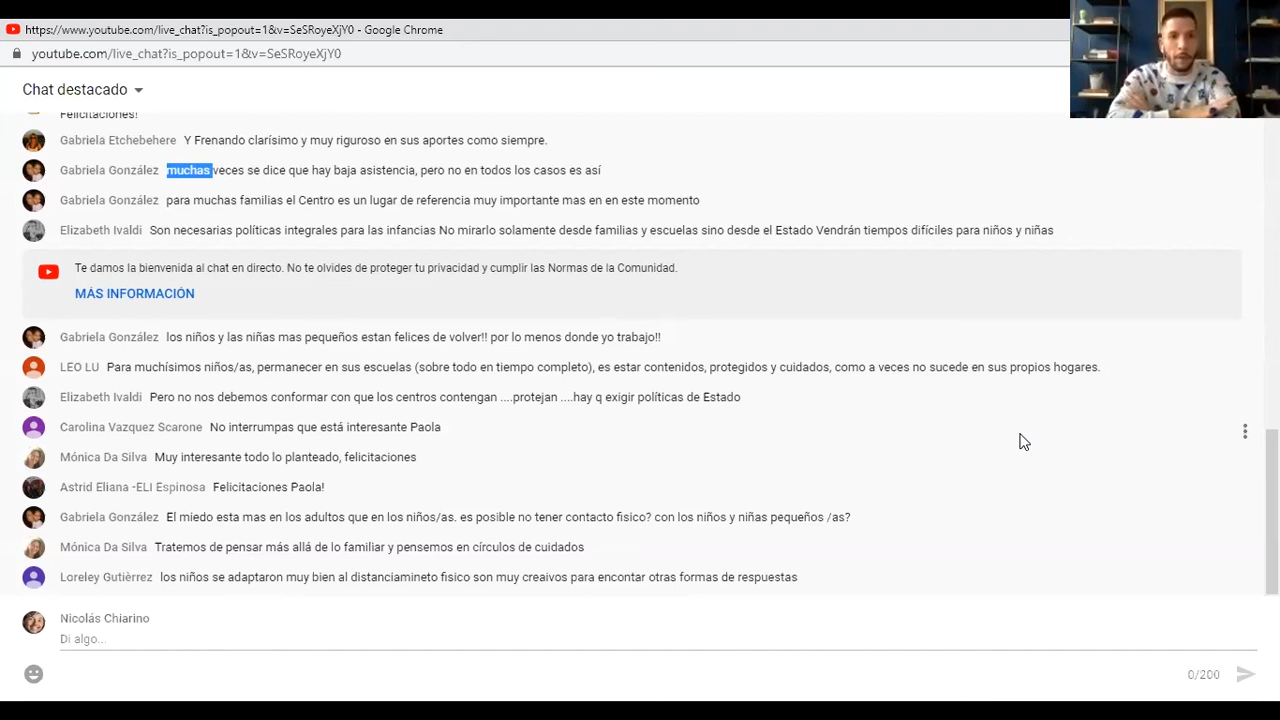 https://www.youtube.com/live_chat?is_popout=1&v=SeSRoyeXjY0 - Google Chrome
youtube.com/live_chat?is_popout=1&v=SeSRoyeXjY0
Chat destacado
Felicitaciones!
Gabriela Etchebehere Y Frenando clarísimo y muy riguroso en sus aportes como siempre.
Gabriela González muchas veces se dice que hay baja asistencia, pero no en todos los casos es así
Gabriela González para muchas familias el Centro es un lugar de referencia muy importante mas en en este momento
Elizabeth Ivaldi Son necesarias políticas integrales para las infancias No mirarlo solamente desde familias y escuelas sino desde el Estado Vendrán tiempos difíciles para niños y niñas
Te damos la bienvenida al chat en directo. No te olvides de proteger tu privacidad y cumplir las Normas de la Comunidad.
MÁS INFORMACIÓN
Gabriela González los niños y las niñas mas pequeños estan felices de volver!! por lo menos donde yo trabajo!!
LEO LU Para muchísimos niños/as, permanecer en sus escuelas (sobre todo en tiempo completo), es estar contenidos, protegidos y cuidados, como a veces no sucede en sus propios hogares.
Elizabeth Ivaldi Pero no nos debemos conformar con que los centros contengan ....protejan ....hay q exigir políticas de Estado
Carolina Vazquez Scarone No interrumpas que está interesante Paola
Mónica Da Silva Muy interesante todo lo planteado, felicitaciones
Astrid Eliana -ELI Espinosa Felicitaciones Paola!
Gabriela González El miedo esta mas en los adultos que en los niños/as. es posible no tener contacto fisico? con los niños y niñas pequeños /as?
Mónica Da Silva Tratemos de pensar más allá de lo familiar y pensemos en círculos de cuidados
Loreley Gutièrrez los niños se adaptaron muy bien al distanciamineto fisico son muy creaivos para encontar otras formas de respuestas
Nicolás Chiarino
Di algo...
0/200